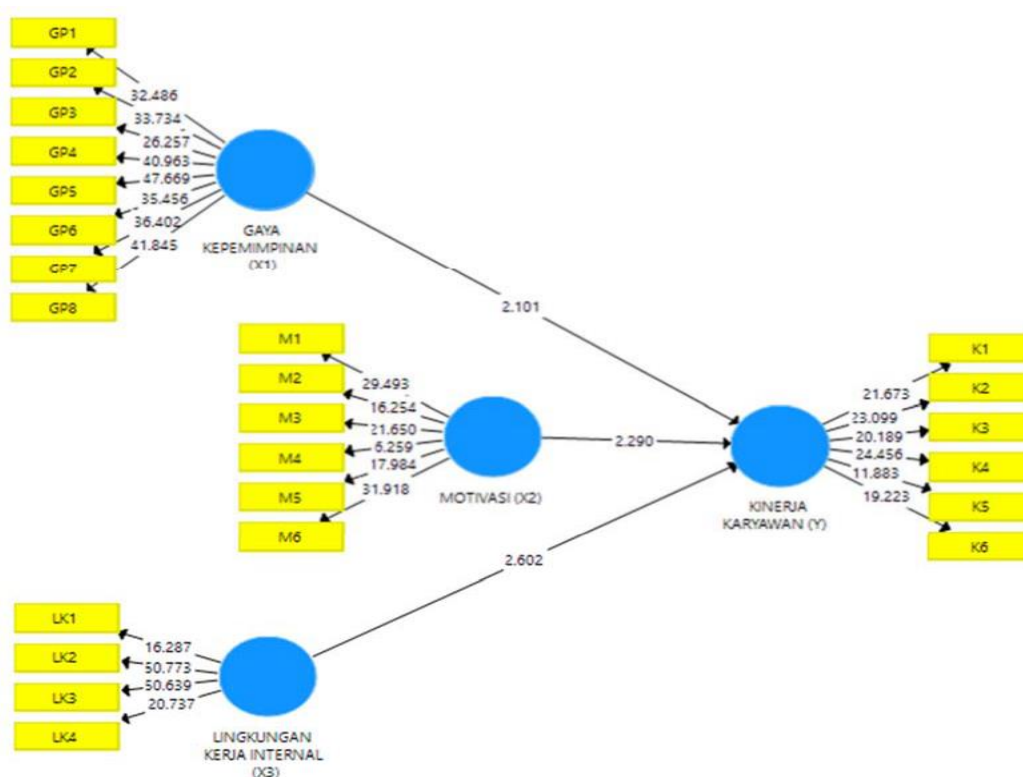 GP1
GP2
GP3
GP4
GP5
GP6
GP7
GP8
32.486
33.734
26.257
40.963
47.669
35.456
36.402
41.845
GAYA
KEPEMIMPINAN
(X1)
2.101
M1
M2
M3
M4
M5
M6
29.493
16.254
21.650
6.259
17.984
31.918
MOTIVASI (X2)
2.290
K1
K2
K3
K4
K5
K6
21.673
23.099
20.189
24.456
11.883
19.223
KINERJA
KARYAWAN (Y)
2.602
LK1
LK2
LK3
LK4
16.287
50.773
50.639
20.737
LINGKUNGAN
KERJA INTERNAL
(X3)